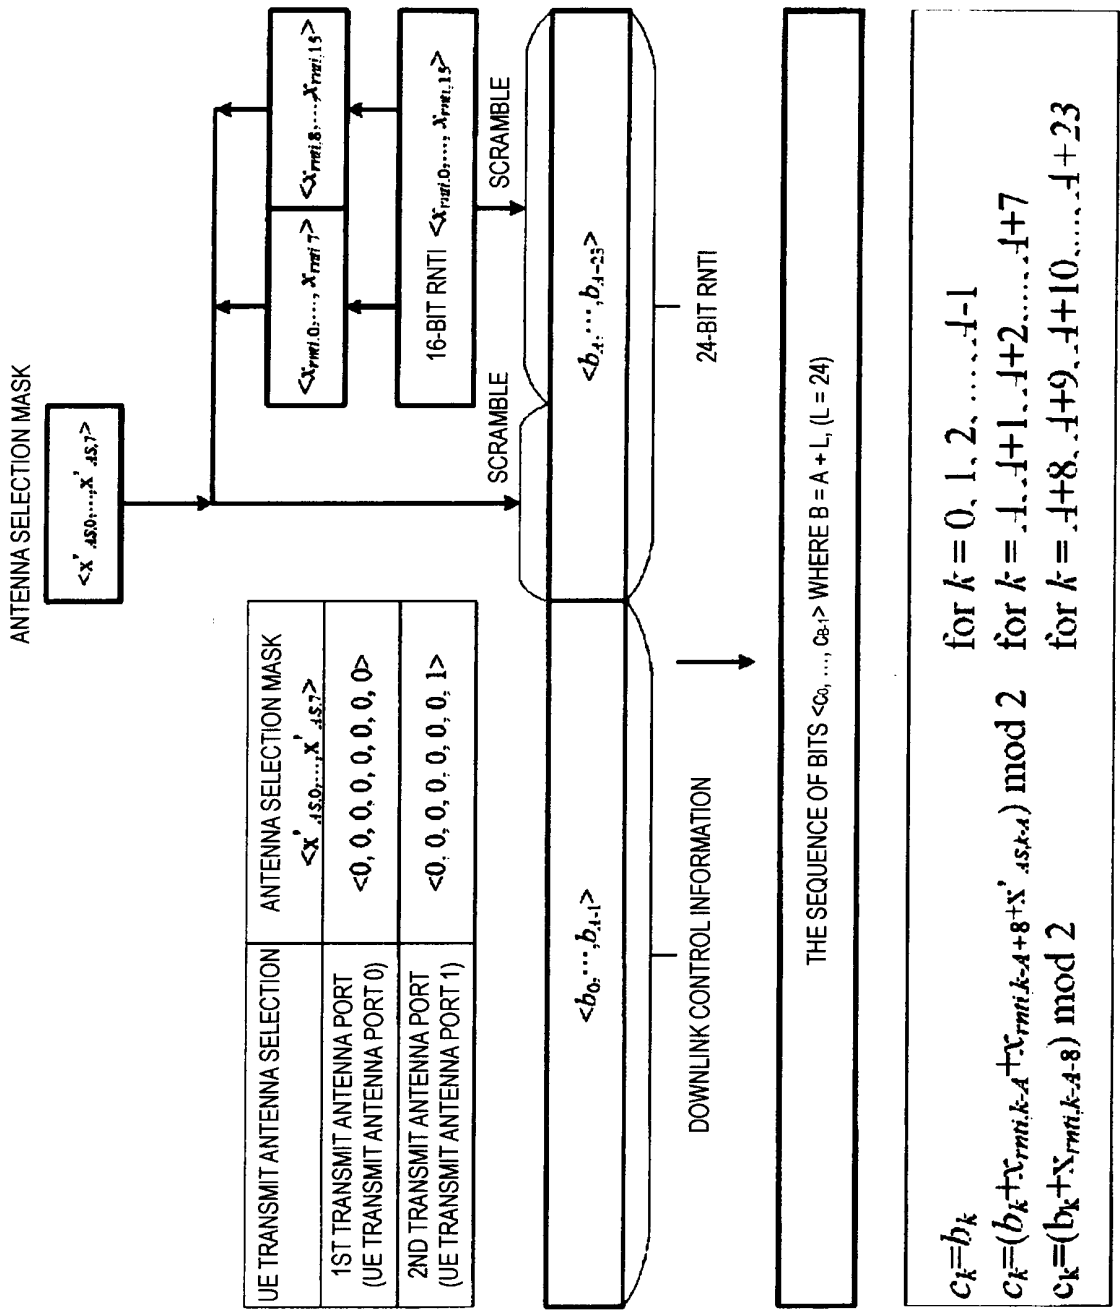 ANTENNA SELECTION MASK
<x'AS,0,...,x'AS,7>
UE TRANSMIT ANTENNA SELECTION
ANTENNA SELECTION MASK
<x'AS,0,...,x'AS,7>
1ST TRANSMIT ANTENNA PORT
(UE TRANSMIT ANTENNA PORT 0)
<0, 0, 0, 0, 0, 0, 0, 0>
2ND TRANSMIT ANTENNA PORT
(UE TRANSMIT ANTENNA PORT 1)
<0, 0, 0, 0, 0, 0, 0, 1>
<xrnti,0,..., xrnti,7>
<xrnti,8,...,xrnti,15>
16-BIT RNTI <xrnti,0,..., xrnti,15>
SCRAMBLE
SCRAMBLE
<b0,...,bA-1>
<bA,...,bA-23>
DOWNLINK CONTROL INFORMATION
24-BIT RNTI
THE SEQUENCE OF BITS <c0, ..., cB-1> WHERE B = A + L, (L = 24)
ck=bk for k = 0, 1, 2, ..., A-1
ck=(bk+xrnti,k-A+xrnti,k-A+8+x'AS,k-A) mod 2 for k = A, A+1, A+2, ..., A+7
ck=(bk+xrnti,k-A-8) mod 2 for k = A+8, A+9, A+10, ..., A+23